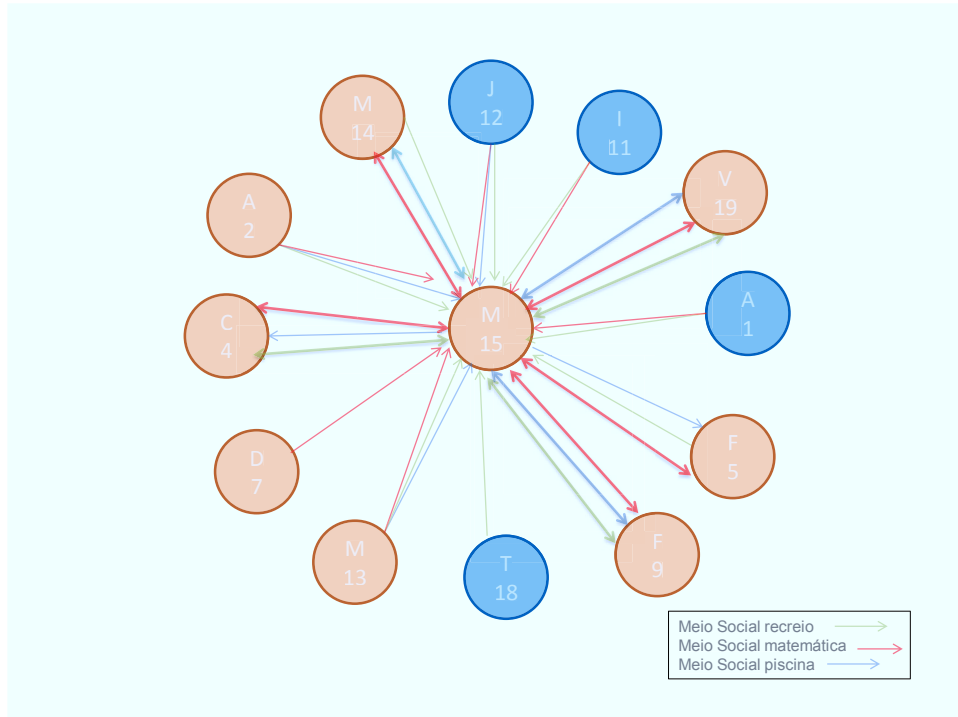 J
12
M
14
I
11
V
19
A
2
A
1
M
15
C
4
F
5
D
7
F
9
M
13
T
18
Meio Social recreio
Meio Social matemática
Meio Social piscina